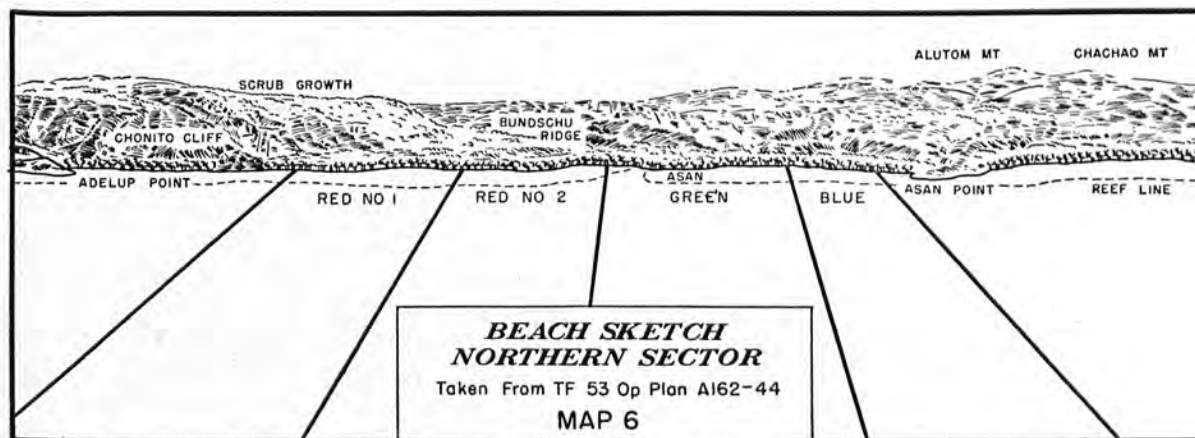 ALUTOM MT
CHACHAO MT
SCRUB GROWTH
BUNDSCHU
RIDGE
CHONITO CLIFF
ADELUP POINT
ASAN
ASAN POINT
REEF LINE
RED NO 1
RED NO 2
GREEN
BLUE
BEACH SKETCH
NORTHERN SECTOR
Taken From TF 53 Op Plan A162-44
MAP 6